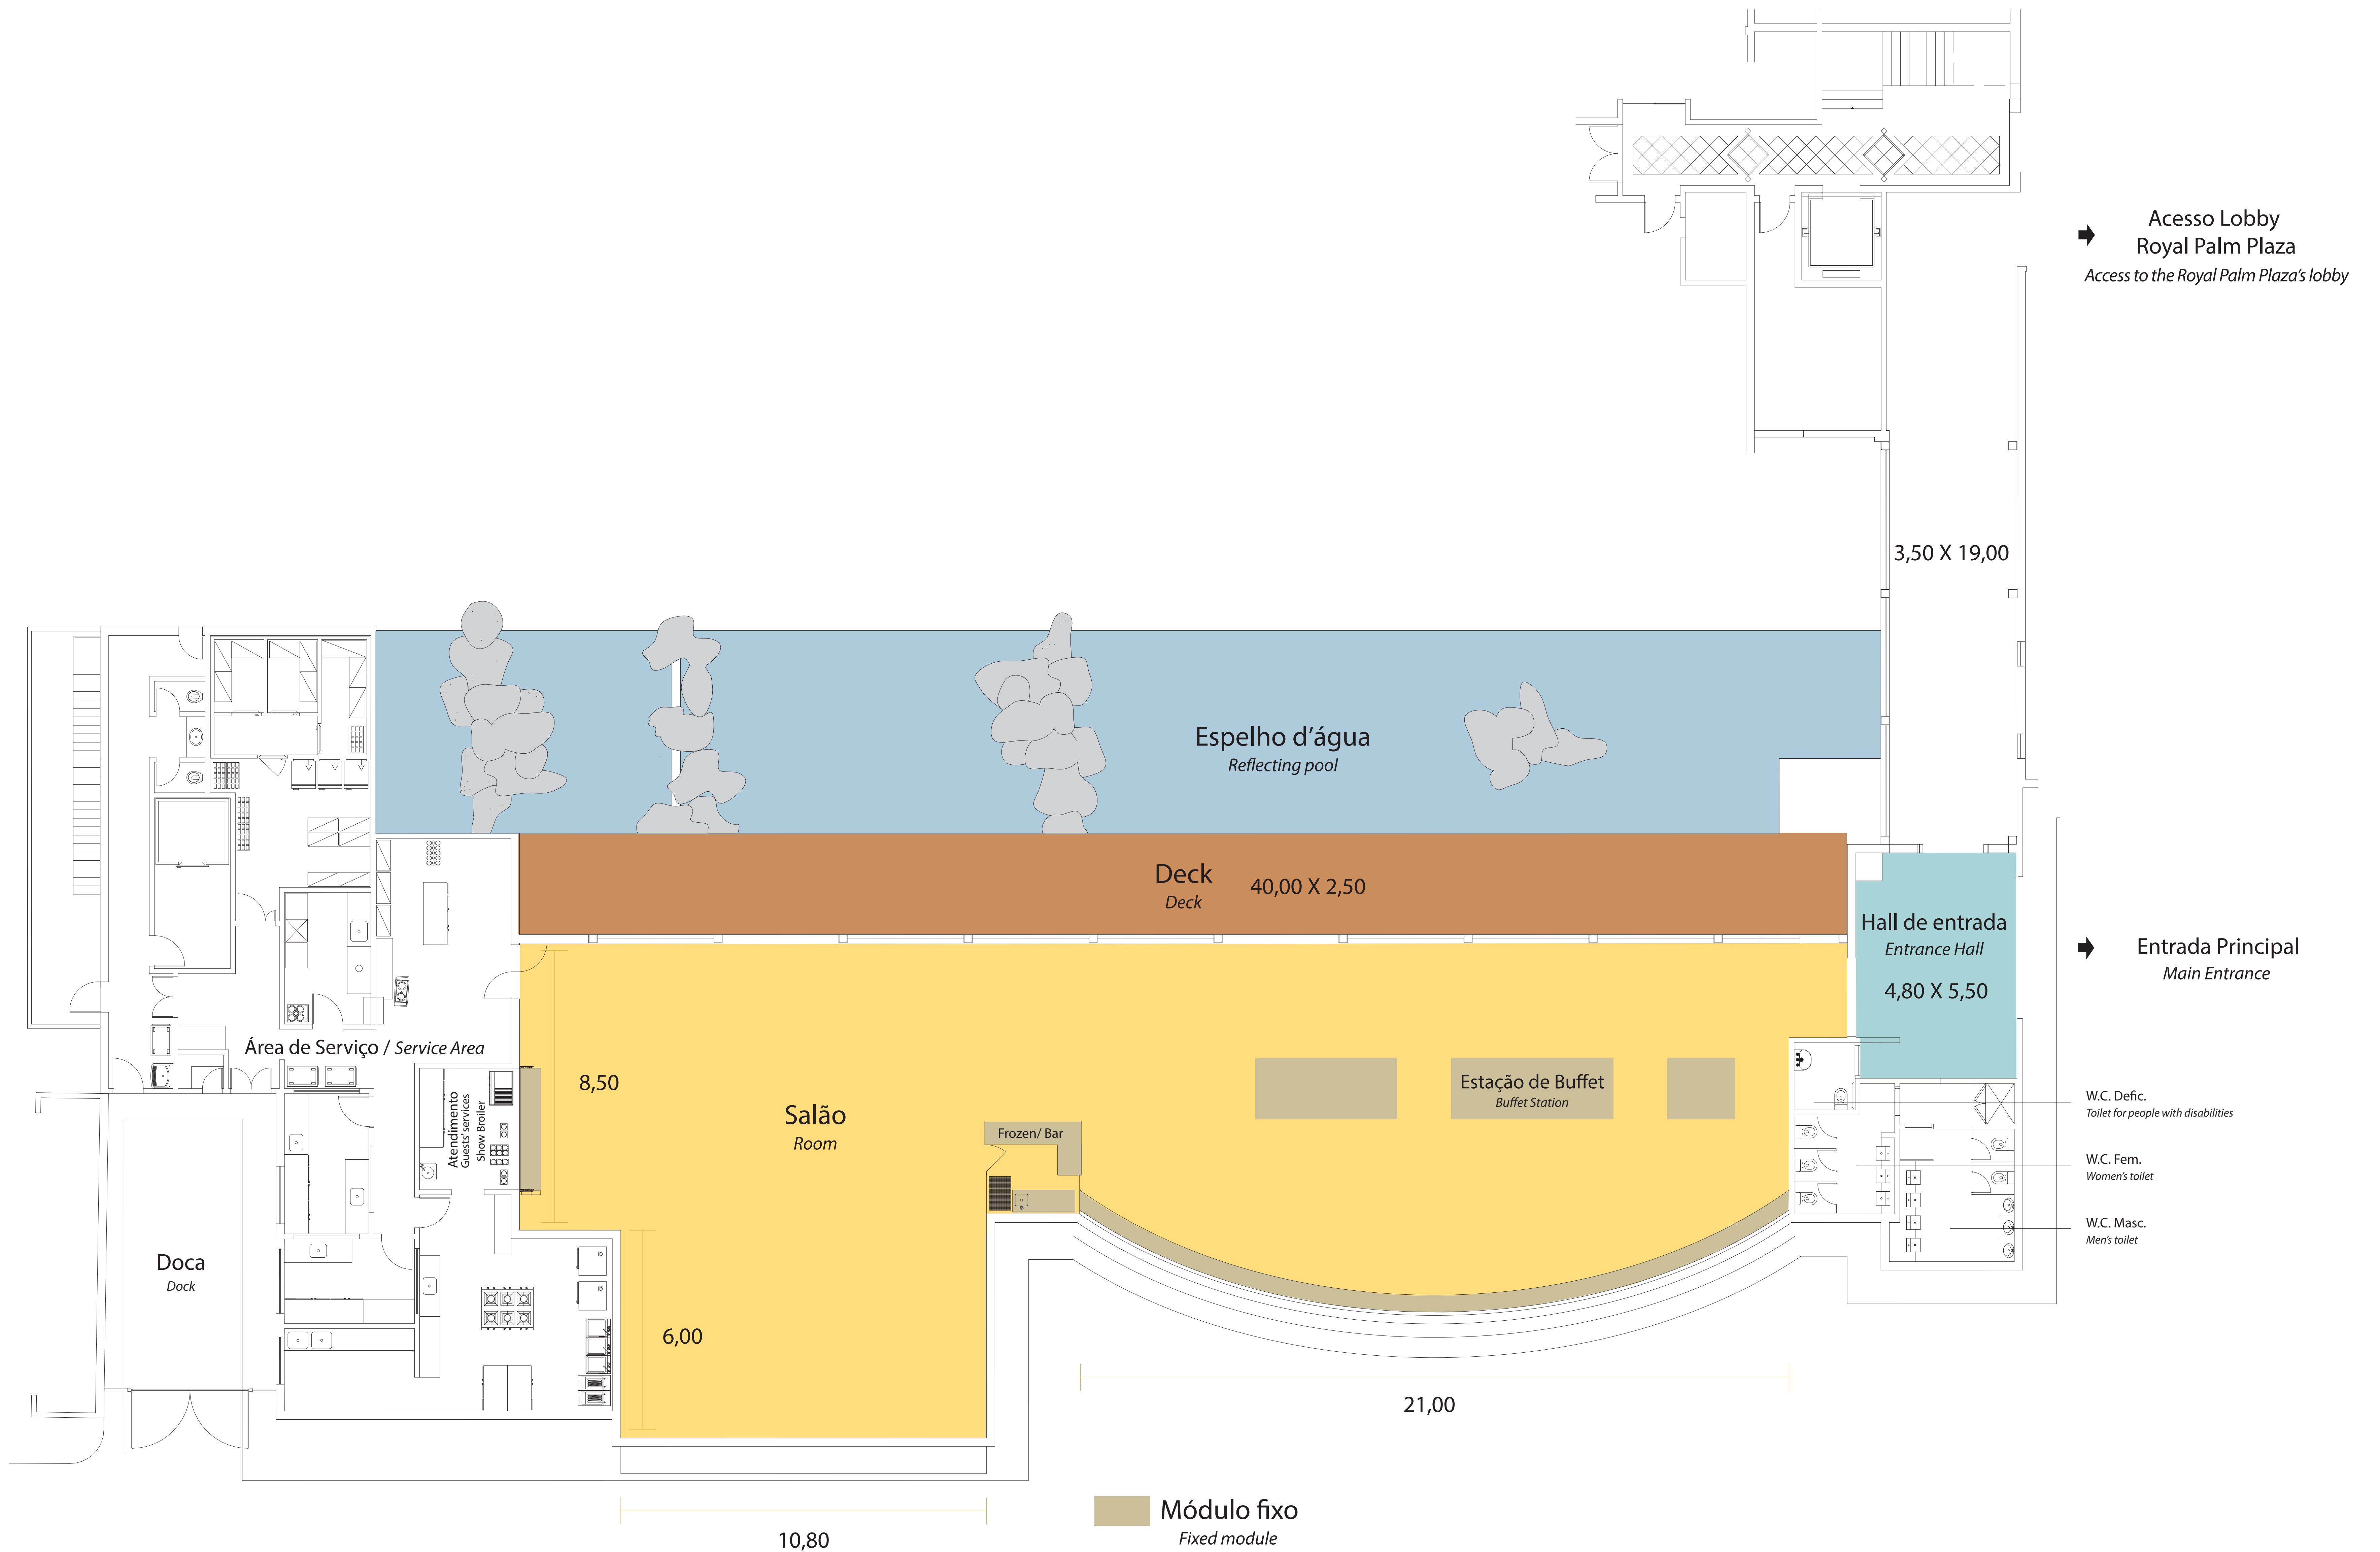 Acesso Lobby
Royal Palm Plaza
Access to the Royal Palm Plaza's lobby
3,50 X 19,00
Espelho d'água
Reflecting pool
Deck
Deck
40,00 X 2,50
Hall de entrada
Entrance Hall
4,80 X 5,50
Entrada Principal
Main Entrance
Área de Serviço / Service Area
8,50
Salão
Room
Atendimento
Guests' services
Show Broiler
Frozen/ Bar
Estação de Buffet
Buffet Station
W.C. Defic.
Toilet for people with disabilities
W.C. Fem.
Women's toilet
W.C. Masc.
Men's toilet
Doca
Dock
6,00
21,00
10,80
Módulo fixo
Fixed module